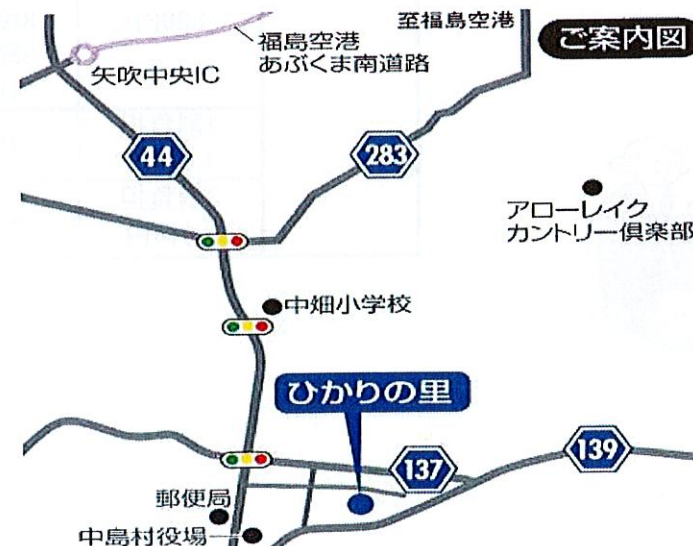 至福島空港
ご案内図
福島空港
あぶくま南道路
矢吹中央IC
44
283
アローレイク
カントリー倶楽部
中畑小学校
ひかりの里
137
139
郵便局
中島村役場